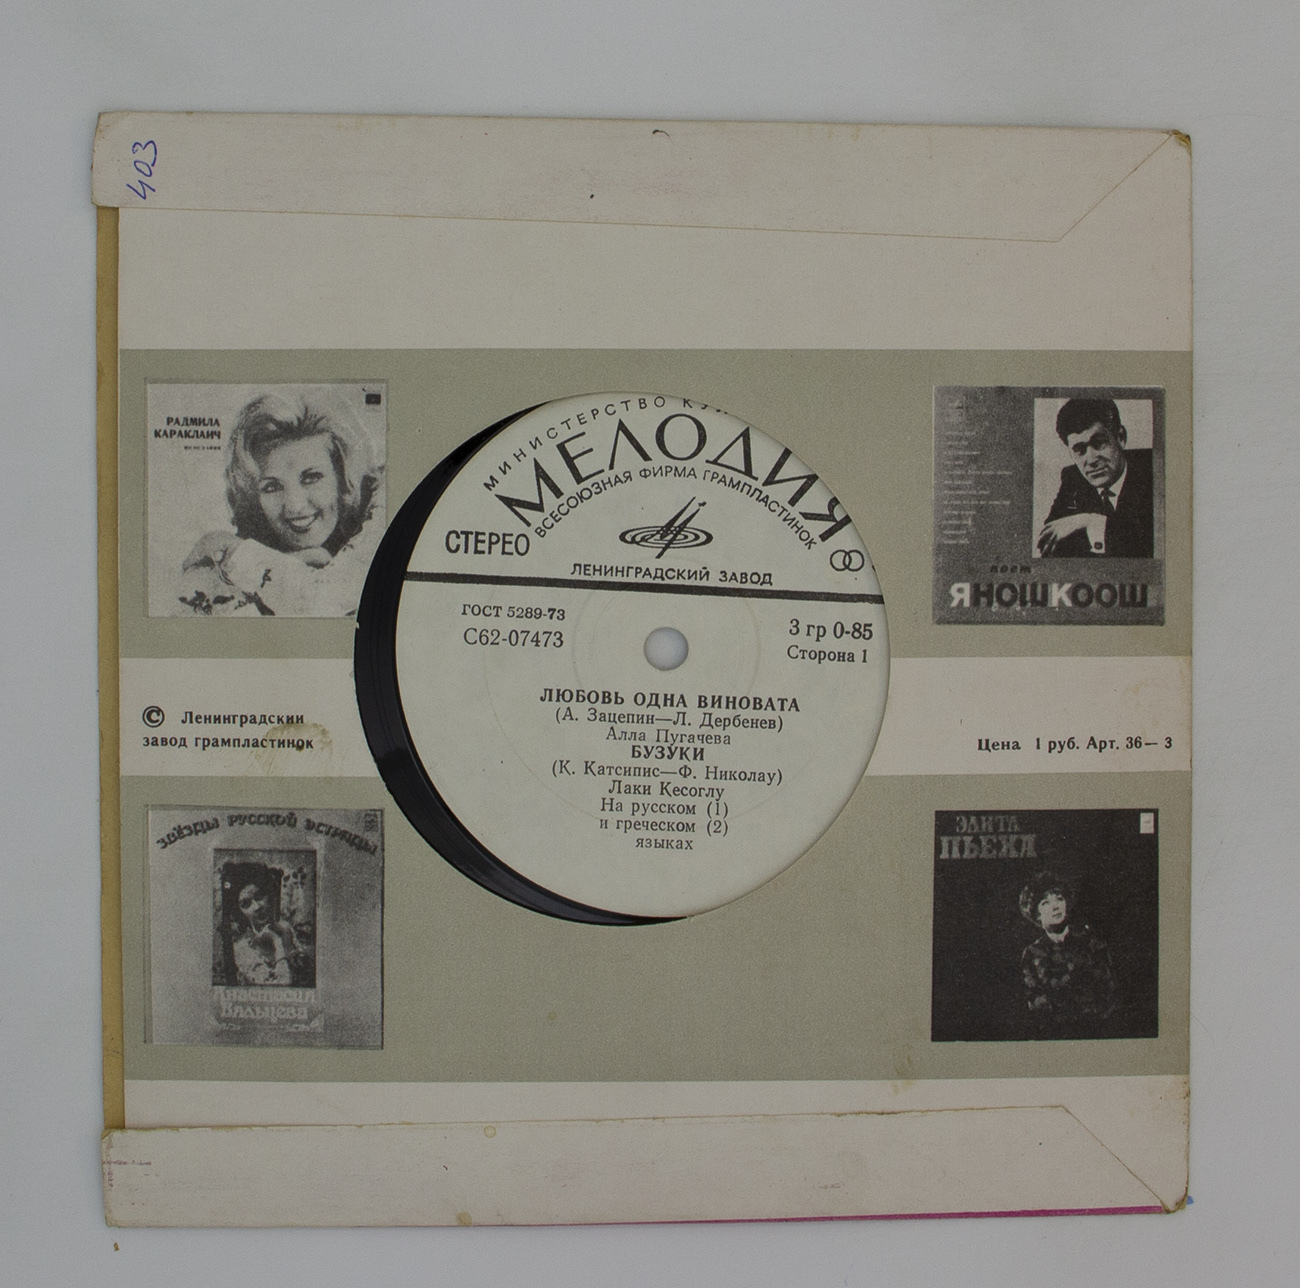 403
РАДМИЛА
КАРАКЛАИЧ
ПОЕТ
ЯНОШ КООШ
МИНИСТЕРСТВО
МЕЛОДИЯ
ВСЕСОЮЗНАЯ ФИРМА ГРАМПЛАСТИНОК
СТЕРЕО
ЛЕНИНГРАДСКИЙ ЗАВОД
ГОСТ 5289-73
С62-07473
3 гр 0-85
Сторона 1
ЛЮБОВЬ ОДНА ВИНОВАТА
(А. Зацепин—Л. Дербенев)
Алла Пугачева
БУЗУКИ
(К. Катсипис—Ф. Николау)
Лаки Кесоглу
На русском (1)
и греческом (2)
языках
© Ленинградский
завод грампластинок
Цена 1 руб. Арт. 36—3
ЗВЁЗДЫ РУССКОЙ ЭСТРАДЫ
Анастасия
Вяльцева
ЭДИТА
ПЬЕХА